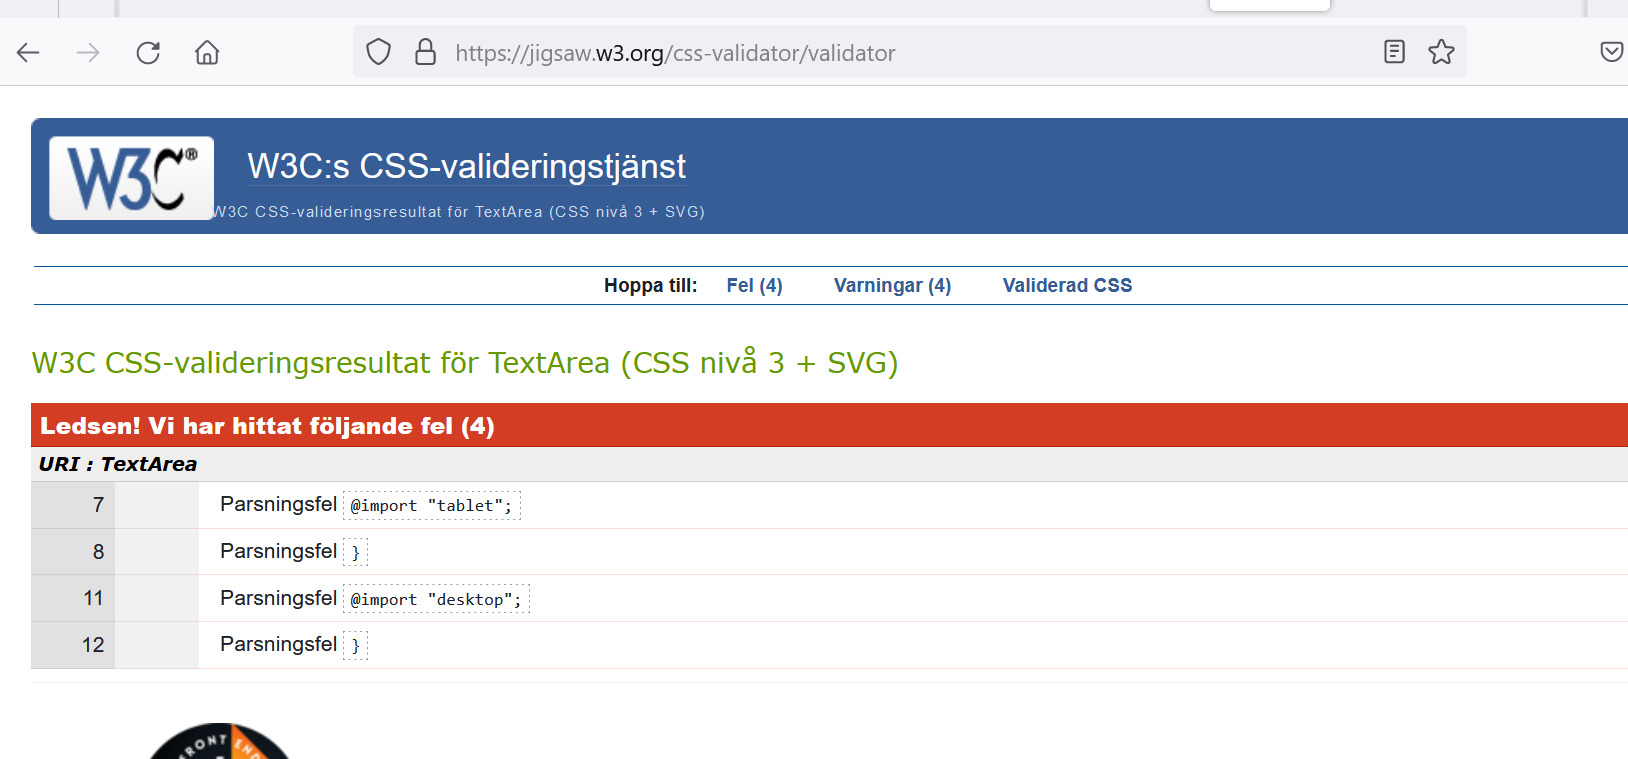 https://jigsaw.w3.org/css-validator/validator
W3C®
W3C:s CSS-valideringstjänst
W3C CSS-valideringsresultat för TextArea (CSS nivå 3 + SVG)
Hoppa till: Fel (4) Varningar (4) Validerad CSS
W3C CSS-valideringsresultat för TextArea (CSS nivå 3 + SVG)
Ledsen! Vi har hittat följande fel (4)
URI : TextArea
7 Parsningsfel @import "tablet";
8 Parsningsfel }
11 Parsningsfel @import "desktop";
12 Parsningsfel }
FRONT END